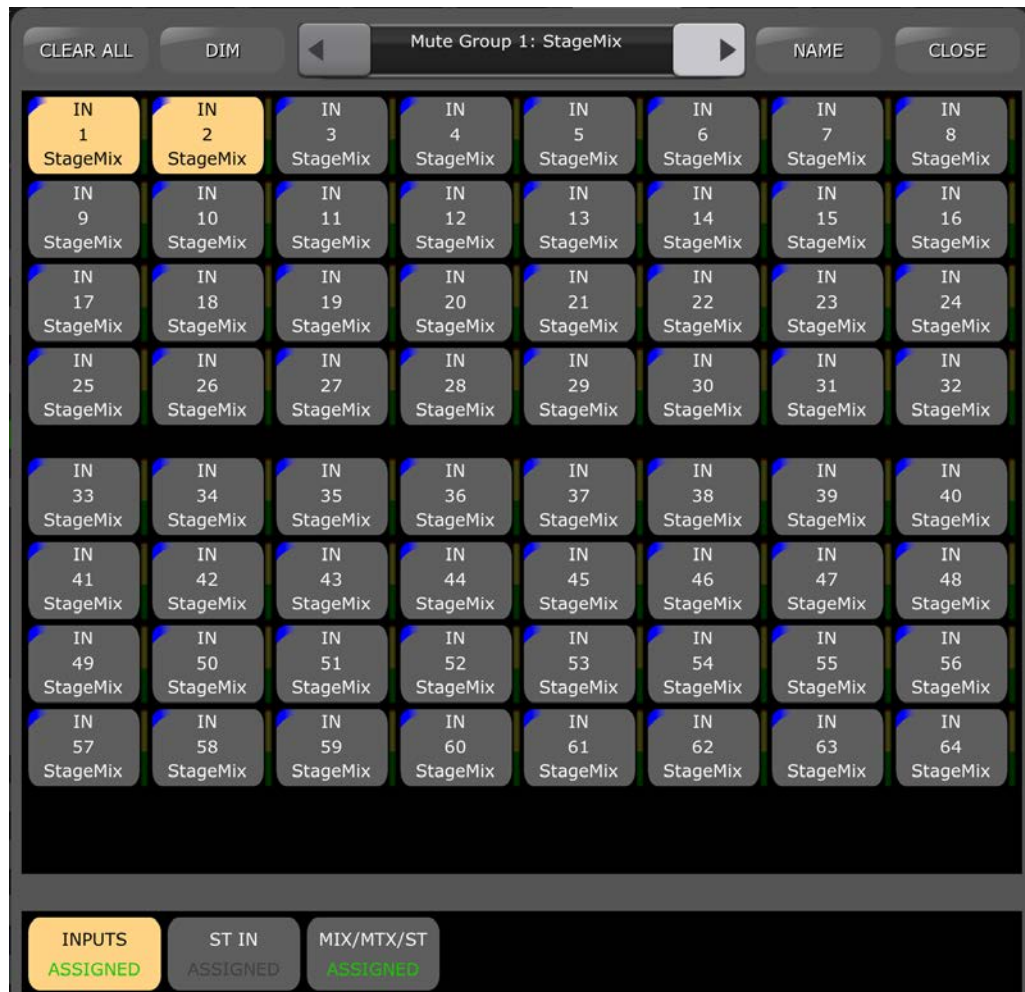 CLEAR ALL DIM Mute Group 1: StageMix NAME CLOSE
IN IN IN IN IN IN IN IN
1 2 3 4 5 6 7 8
StageMix StageMix StageMix StageMix StageMix StageMix StageMix StageMix
IN IN IN IN IN IN IN IN
9 10 11 12 13 14 15 16
StageMix StageMix StageMix StageMix StageMix StageMix StageMix StageMix
IN IN IN IN IN IN IN IN
17 18 19 20 21 22 23 24
StageMix StageMix StageMix StageMix StageMix StageMix StageMix StageMix
IN IN IN IN IN IN IN IN
25 26 27 28 29 30 31 32
StageMix StageMix StageMix StageMix StageMix StageMix StageMix StageMix
IN IN IN IN IN IN IN IN
33 34 35 36 37 38 39 40
StageMix StageMix StageMix StageMix StageMix StageMix StageMix StageMix
IN IN IN IN IN IN IN IN
41 42 43 44 45 46 47 48
StageMix StageMix StageMix StageMix StageMix StageMix StageMix StageMix
IN IN IN IN IN IN IN IN
49 50 51 52 53 54 55 56
StageMix StageMix StageMix StageMix StageMix StageMix StageMix StageMix
IN IN IN IN IN IN IN IN
57 58 59 60 61 62 63 64
StageMix StageMix StageMix StageMix StageMix StageMix StageMix StageMix
INPUTS ST IN MIX/MTX/ST
ASSIGNED ASSIGNED ASSIGNED